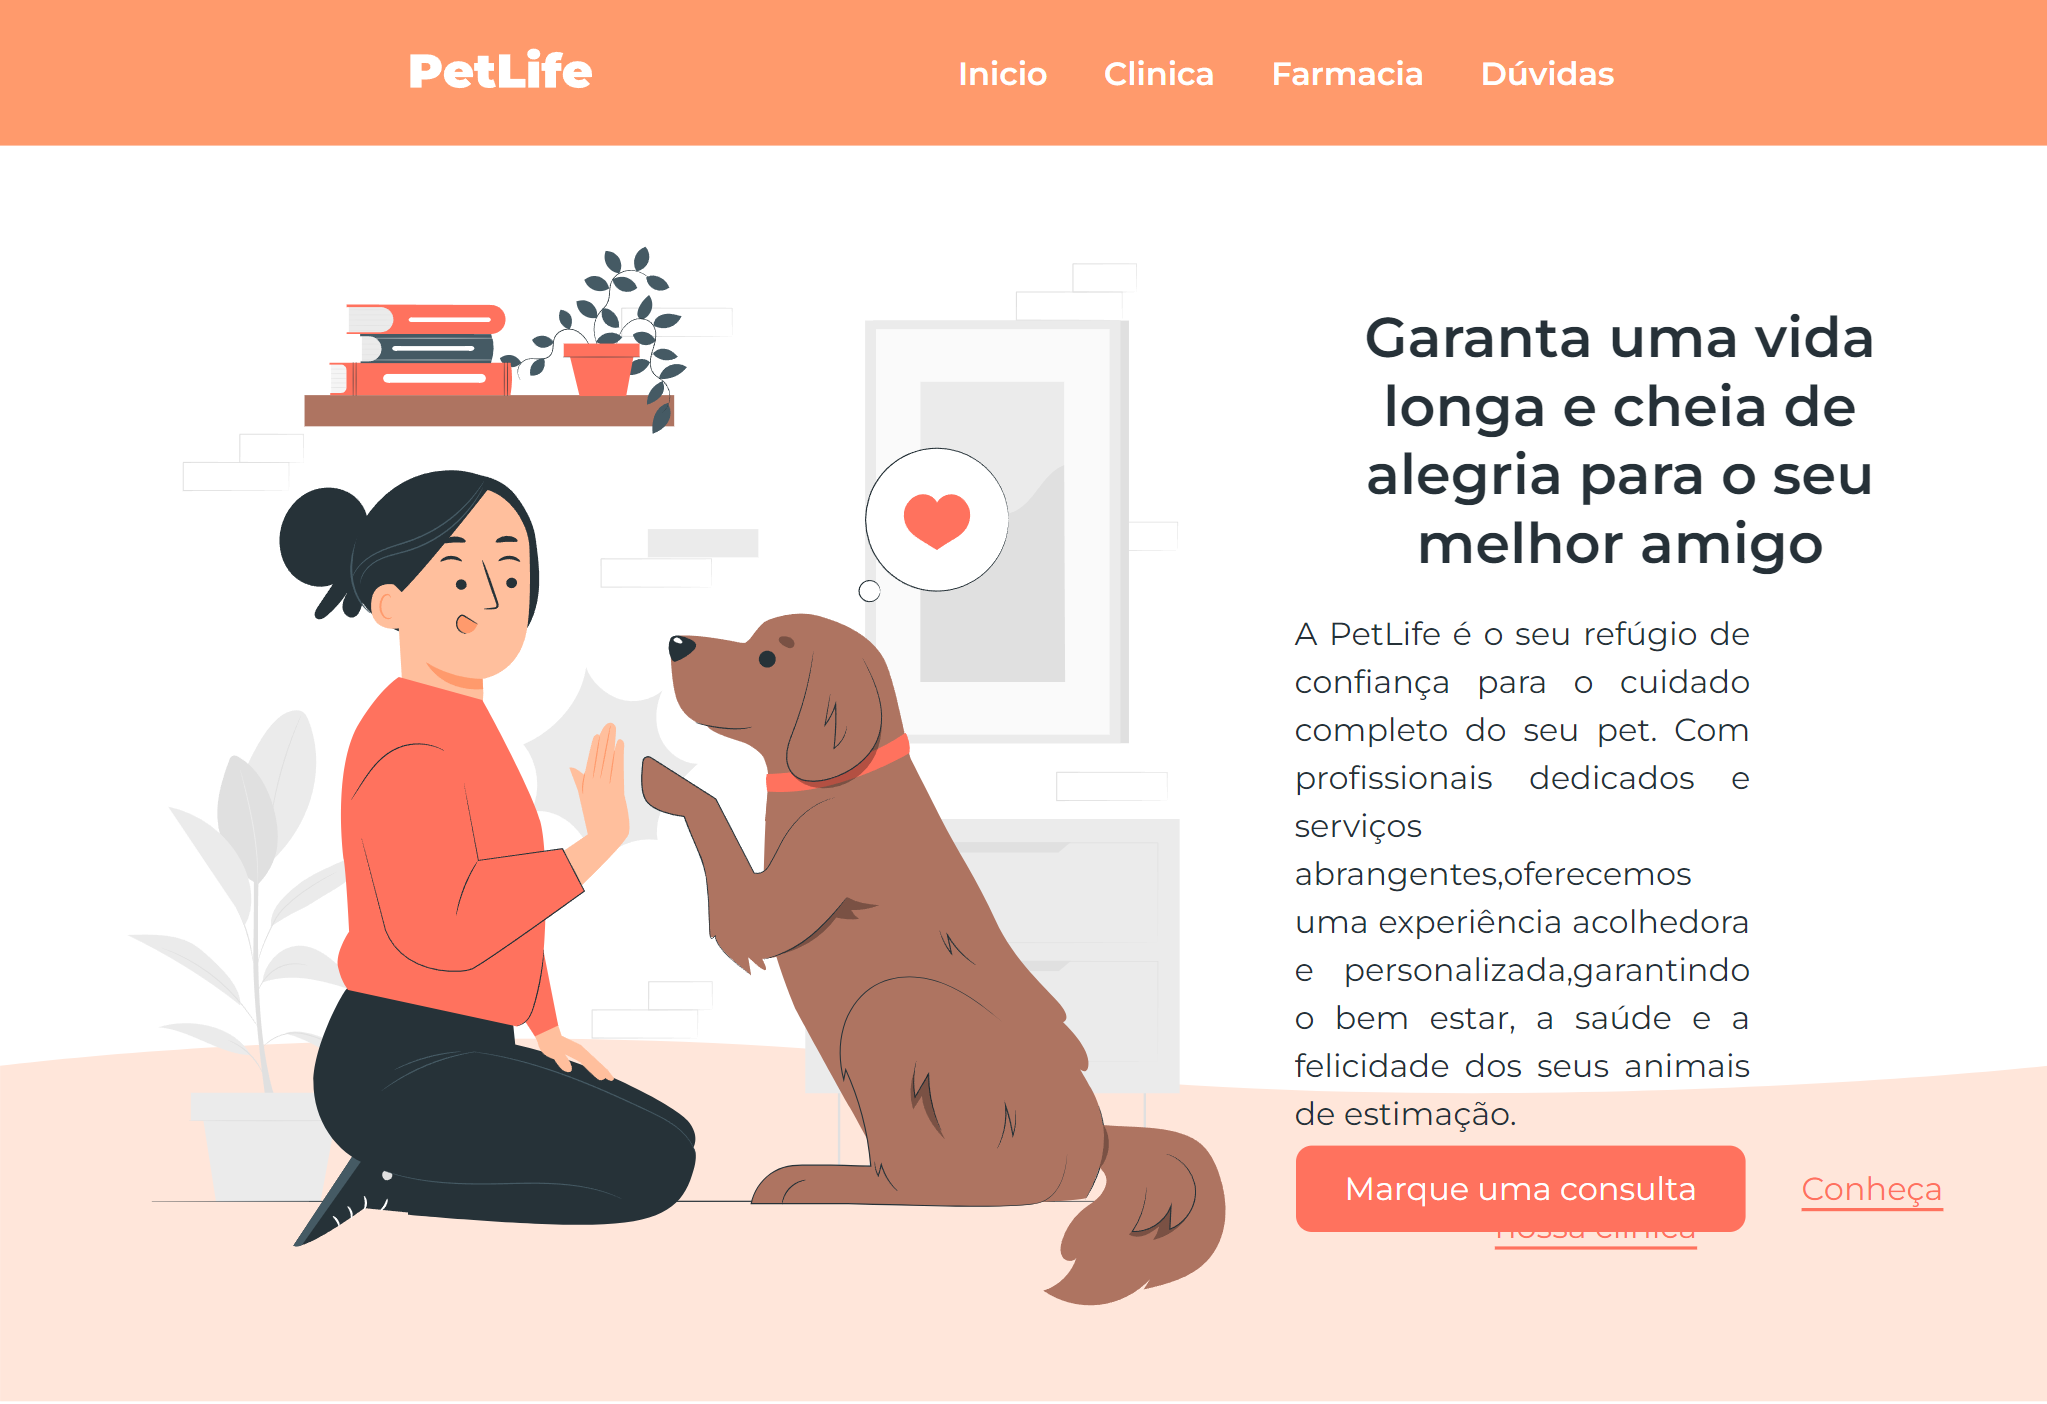 PetLife
Inicio Clinica Farmacia Dúvidas
Garanta uma vida
longa e cheia de
alegria para o seu
melhor amigo
A PetLife é o seu refúgio de
confiança para o cuidado
completo do seu pet. Com
profissionais dedicados e
serviços
abrangentes,oferecemos
uma experiência acolhedora
e personalizada,garantindo
o bem estar, a saúde e a
felicidade dos seus animais
de estimação.
Marque uma consulta
Conheça
nossa clinica